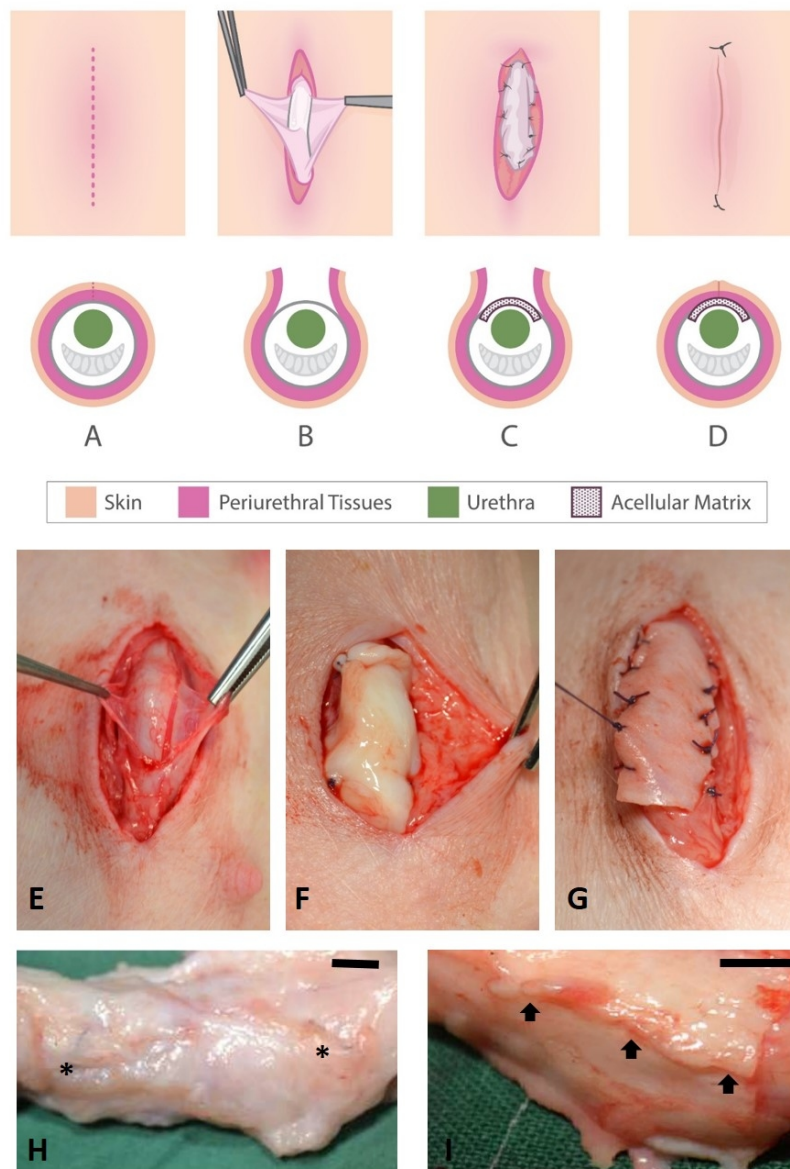 A B C D
Skin Periurethral Tissues Urethra Acellular Matrix
E F G
* *
H I